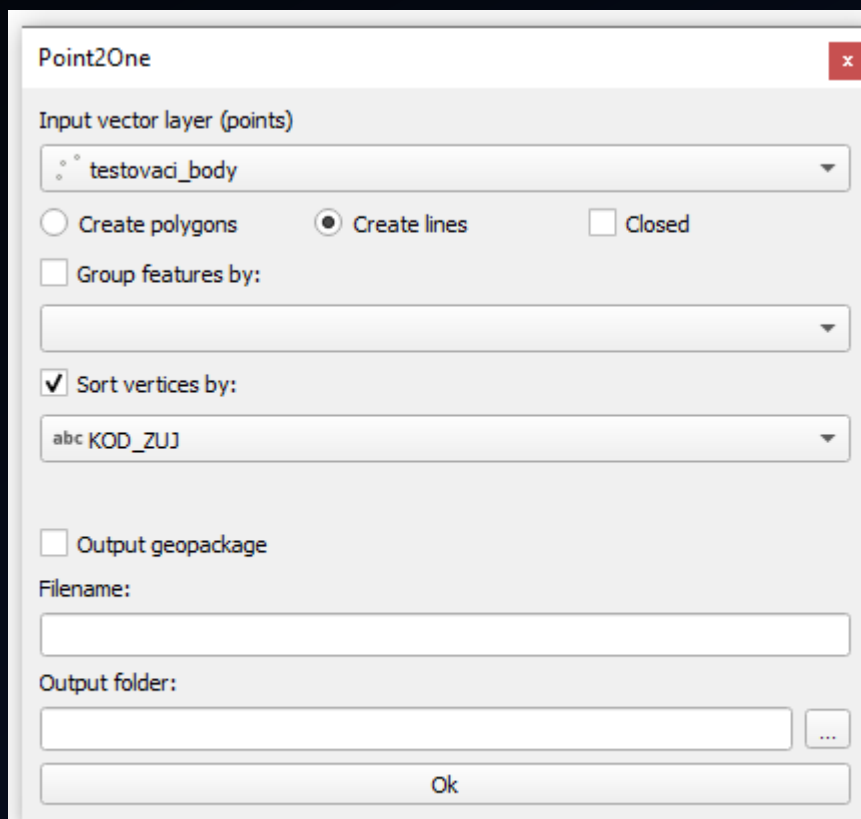 Point2One
x
Input vector layer (points)
testovaci_body
Create polygons Create lines Closed
Group features by:
Sort vertices by:
abc KOD_ZUJ
Output geopackage
Filename:
Output folder:
...
Ok